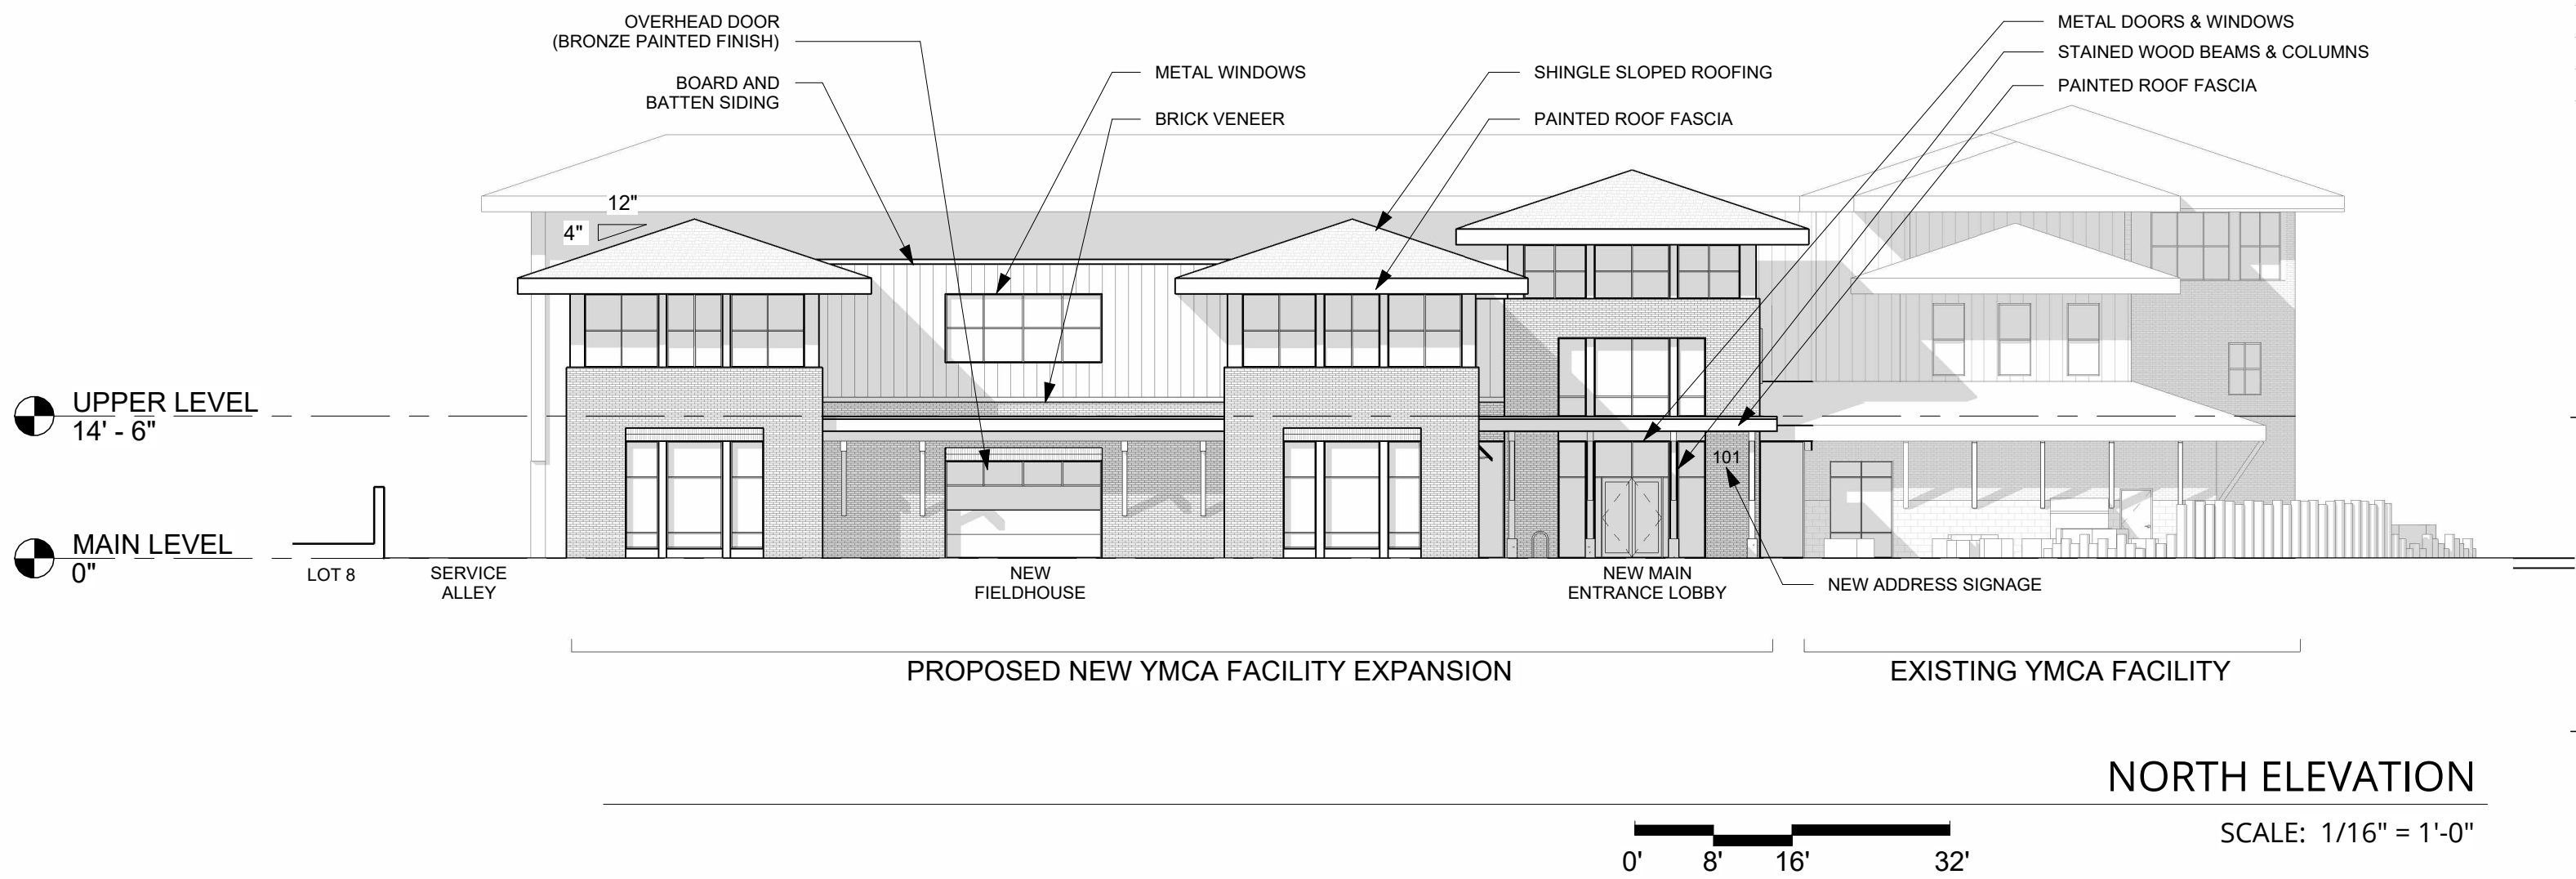 OVERHEAD DOOR
(BRONZE PAINTED FINISH)
BOARD AND
BATTEN SIDING
METAL WINDOWS
BRICK VENEER
SHINGLE SLOPED ROOFING
PAINTED ROOF FASCIA
METAL DOORS & WINDOWS
STAINED WOOD BEAMS & COLUMNS
PAINTED ROOF FASCIA
12"
4"
UPPER LEVEL
14' - 6"
101
MAIN LEVEL
0"
LOT 8
SERVICE
ALLEY
NEW
FIELDHOUSE
NEW MAIN
ENTRANCE LOBBY
NEW ADDRESS SIGNAGE
PROPOSED NEW YMCA FACILITY EXPANSION
EXISTING YMCA FACILITY
NORTH ELEVATION
SCALE: 1/16" = 1'-0"
0' 8' 16' 32'